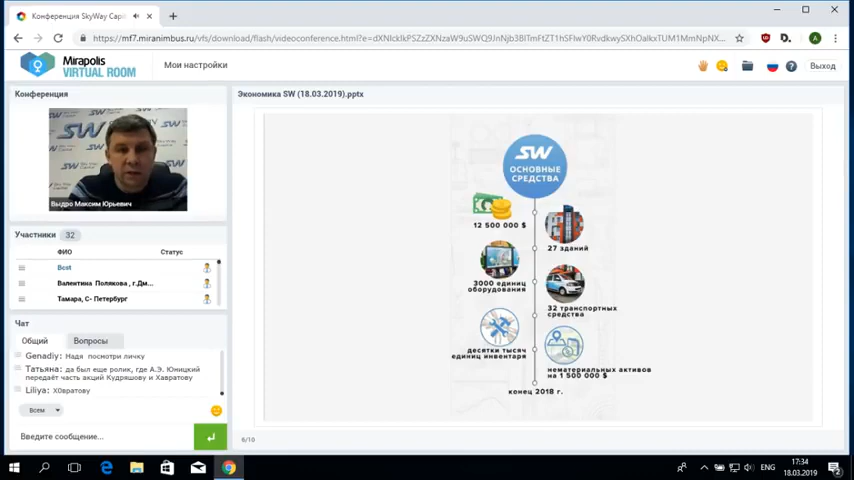 Конференция SkyWay Capi
https://mf7.miranimbus.ru/vfs/download/flash/videoconference.html?e=
Mirapolis
VIRTUAL ROOM
Мои настройки
Выход
Конференция
Выдро Максим Юрьевич
Участники 32
ФИО Статус
Best
Валентина Полякова , г.Дм...
Тамара, С- Петербург
Чат
Общий Вопросы
Genadiy: Надя посмотри личку
Татьяна: да был еще ролик, где А.Э. Юницкий
передаёт часть акций Кудряшову и Хавратову
Liliya: ХОвратову
Всем
Введите сообщение...
Экономика SW (18.03.2019).pptx
SW
ОСНОВНЫЕ
СРЕДСТВА
12 500 000 $
27 зданий
3000 единиц
оборудования
32 транспортных
средства
десятки тысяч
единиц инвентаря
нематериальных активов
на 1 500 000 $
конец 2018 г.
6/10
ENG
17:34
18.03.2019